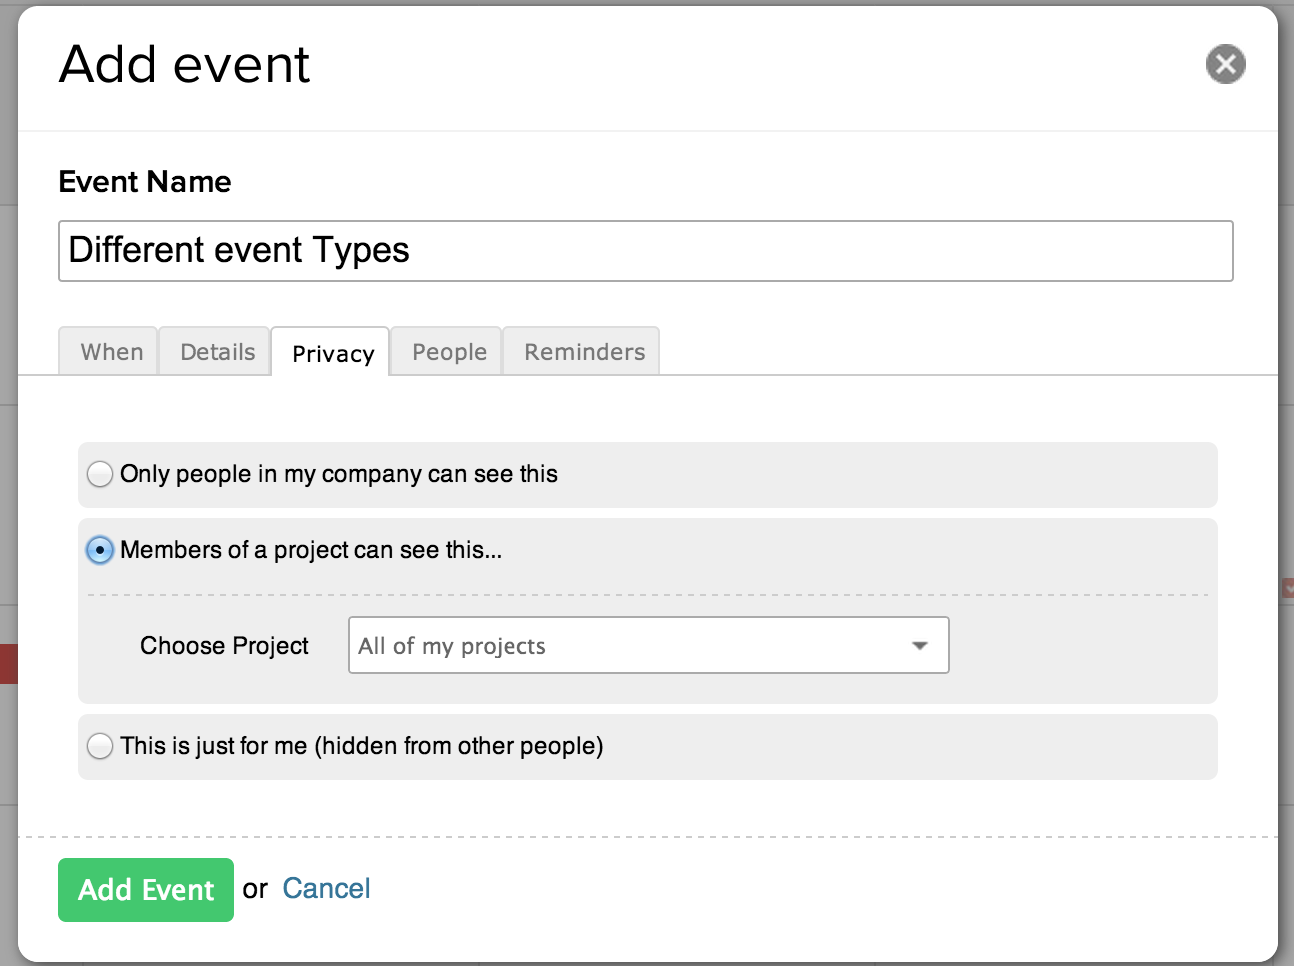 Add event
Event Name
Different event Types
When Details Privacy People Reminders
Only people in my company can see this
Members of a project can see this...
Choose Project All of my projects
This is just for me (hidden from other people)
Add Event or Cancel